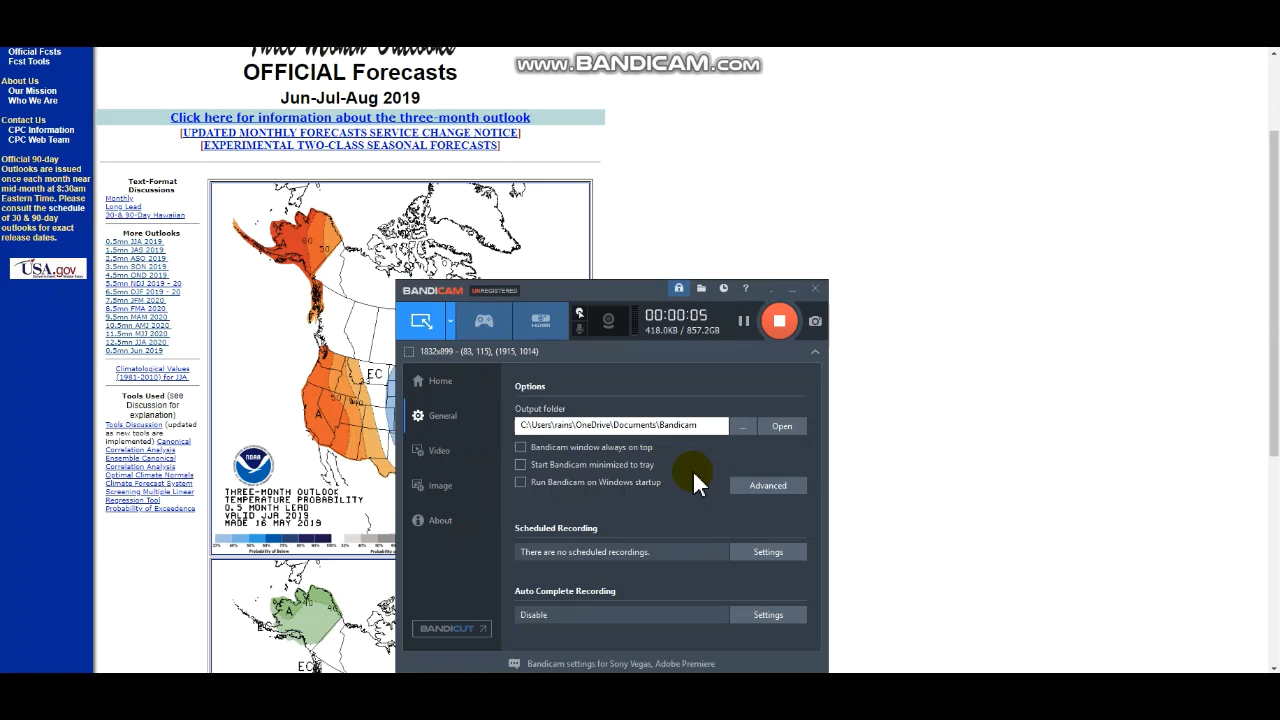 Official Fcsts
Fcst Tools
About Us
Our Mission
Who We Are
Contact Us
CPC Information
CPC Web Team
Official 90-day
Outlooks are issued
once each month near
mid-month at 8:30am
Eastern Time. Please
consult the schedule
of 30 & 90-day
outlooks for exact
release dates.
USA.gov
Three Month Outlooks
OFFICIAL Forecasts
Jun-Jul-Aug 2019
Click here for information about the three-month outlook
[UPDATED MONTHLY FORECASTS SERVICE CHANGE NOTICE]
[EXPERIMENTAL TWO-CLASS SEASONAL FORECASTS]
www.BANDICAM.com
Text-Format
Discussions
Monthly
Long Lead
30-& 90-Day Hawaiian
More Outlooks
0.5mn JJA 2019
1.5mn JAS 2019
2.5mn ASO 2019
3.5mn SON 2019
4.5mn OND 2019
5.5mn NDJ 2019 - 20
6.5mn DJF 2019 - 20
7.5mn JFM 2020
8.5mn FMA 2020
9.5mn MAM 2020
10.5mn AMJ 2020
11.5mn MJJ 2020
12.5mn JJA 2020
0.5mn Jun 2019
Climatological Values
(1981-2010) for JJA
Tools Used (see
Discussion for
explanation)
Tools Discussion (updated
as new tools are
implemented) Canonical
Correlation Analysis
Ensemble Canonical
Correlation Analysis
Optimal Climate Normals
Climate Forecast System
Screening Multiple Linear
Regression Tool
Probability of Exceedence
A
60
50
EC
A
50
NOAA
THREE-MONTH OUTLOOK
TEMPERATURE PROBABILITY
0.5 MONTH LEAD
VALID JJA 2019
MADE 16 MAY 2019
Probability of Below
A
40
EC
BANDICAM UNREGISTERED
00:00:05
418.0KB / 857.2GB
1832x899 - (83, 115), (1915, 1014)
Home
General
Video
Image
About
BANDICUT
Options
Output folder
C:\Users\rains\OneDrive\Documents\Bandicam
...
Open
Bandicam window always on top
Start Bandicam minimized to tray
Run Bandicam on Windows startup
Advanced
Scheduled Recording
There are no scheduled recordings.
Settings
Auto Complete Recording
Disable
Settings
Bandicam settings for Sony Vegas, Adobe Premiere